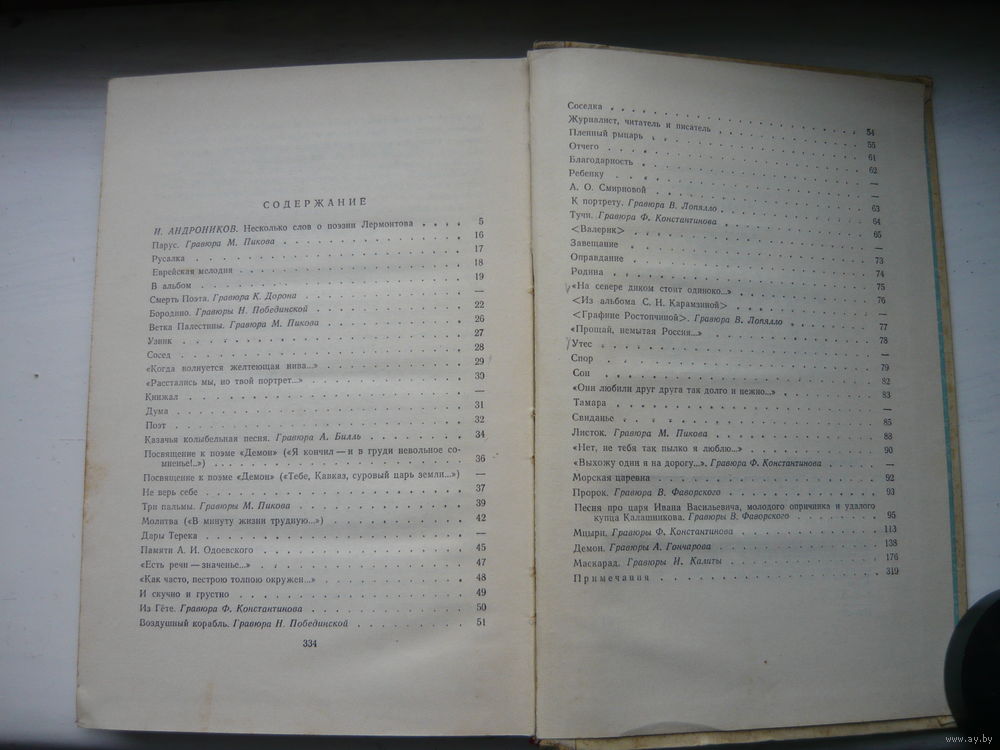 СОДЕРЖАНИЕ
И. АНДРОНИКОВ. Несколько слов о поэзии Лермонтова . . . . 5
Парус. Гравюра М. Пикова . . . . . . . . . . . . 16
Русалка . . . . . . . . . . . . . . . . . . . 17
Еврейская мелодия . . . . . . . . . . . . . . . 18
В альбом . . . . . . . . . . . . . . . . . . 19
Смерть Поэта. Гравюра К. Дорона . . . . . . . . . . —
Бородино. Гравюры Н. Побединской . . . . . . . . . . 22
Ветка Палестины. Гравюра М. Пикова . . . . . . . . . 26
Узник . . . . . . . . . . . . . . . . . . . 27
Сосед . . . . . . . . . . . . . . . . . . . 28
«Когда волнуется желтеющая нива...» . . . . . . . . . 29
«Расстались мы, но твой портрет...» . . . . . . . . . . 30
Кинжал . . . . . . . . . . . . . . . . . . . —
Дума . . . . . . . . . . . . . . . . . . . . 31
Поэт . . . . . . . . . . . . . . . . . . . . 32
Казачья колыбельная песня. Гравюра А. Билль . . . . . . 34
Посвящение к поэме «Демон» («Я кончил — и в груди невольное со-
мненье!..») . . . . . . . . . . . . . . . . . 36
Посвящение к поэме «Демон» («Тебе, Кавказ, суровый царь земли...») —
Не верь себе . . . . . . . . . . . . . . . . . 37
Три пальмы. Гравюры М. Пикова . . . . . . . . . . . 39
Молитва («В минуту жизни трудную...») . . . . . . . . . 42
Дары Терека . . . . . . . . . . . . . . . . . —
Памяти А. И. Одоевского . . . . . . . . . . . . . 45
«Есть речи — значенье...» . . . . . . . . . . . . . 47
«Как часто, пестрою толпою окружен...» . . . . . . . . . 48
И скучно и грустно . . . . . . . . . . . . . . . 49
Из Гёте. Гравюра Ф. Константинова . . . . . . . . . . 50
Воздушный корабль. Гравюра Н. Побединской . . . . . . . 51
334
Соседка . . . . . . . . . . . . . . . . . . . 54
Журналист, читатель и писатель . . . . . . . . . . . 55
Пленный рыцарь . . . . . . . . . . . . . . . . 61
Отчего . . . . . . . . . . . . . . . . . . . 62
Благодарность . . . . . . . . . . . . . . . . —
Ребенку . . . . . . . . . . . . . . . . . . . —
А. О. Смирновой . . . . . . . . . . . . . . . . 63
К портрету. Гравюра В. Лопялло . . . . . . . . . . . 64
Тучи. Гравюра Ф. Константинова . . . . . . . . . . . 65
<Валерик> . . . . . . . . . . . . . . . . . . —
Завещание . . . . . . . . . . . . . . . . . . 73
Оправдание . . . . . . . . . . . . . . . . . . 74
Родина . . . . . . . . . . . . . . . . . . . 75
«На севере диком стоит одиноко...» . . . . . . . . . . 76
<Из альбома С. Н. Карамзиной> . . . . . . . . . . . —
<Графине Ростопчиной>. Гравюра В. Лопялло . . . . . . . 77
«Прощай, немытая Россия...» . . . . . . . . . . . . 78
Утес . . . . . . . . . . . . . . . . . . . . —
Спор . . . . . . . . . . . . . . . . . . . . 79
Сон . . . . . . . . . . . . . . . . . . . . 82
«Они любили друг друга так долго и нежно...» . . . . . . . 83
Тамара . . . . . . . . . . . . . . . . . . . —
Свиданье . . . . . . . . . . . . . . . . . . 85
Листок. Гравюра М. Пикова . . . . . . . . . . . . 88
«Нет, не тебя так пылко я люблю...» . . . . . . . . . . 90
«Выхожу один я на дорогу...». Гравюра Ф. Константинова . . . —
Морская царевна . . . . . . . . . . . . . . . . 92
Пророк. Гравюра В. Фаворского . . . . . . . . . . . 93
Песня про царя Ивана Васильевича, молодого опричника и удалого
купца Калашникова. Гравюры В. Фаворского . . . . . . 95
Мцыри. Гравюры Ф. Константинова . . . . . . . . . . 113
Демон. Гравюры А. Гончарова . . . . . . . . . . . . 138
Маскарад. Гравюры И. Калиты . . . . . . . . . . . 176
Примечания . . . . . . . . . . . . . . . . . 319
www.ay.by